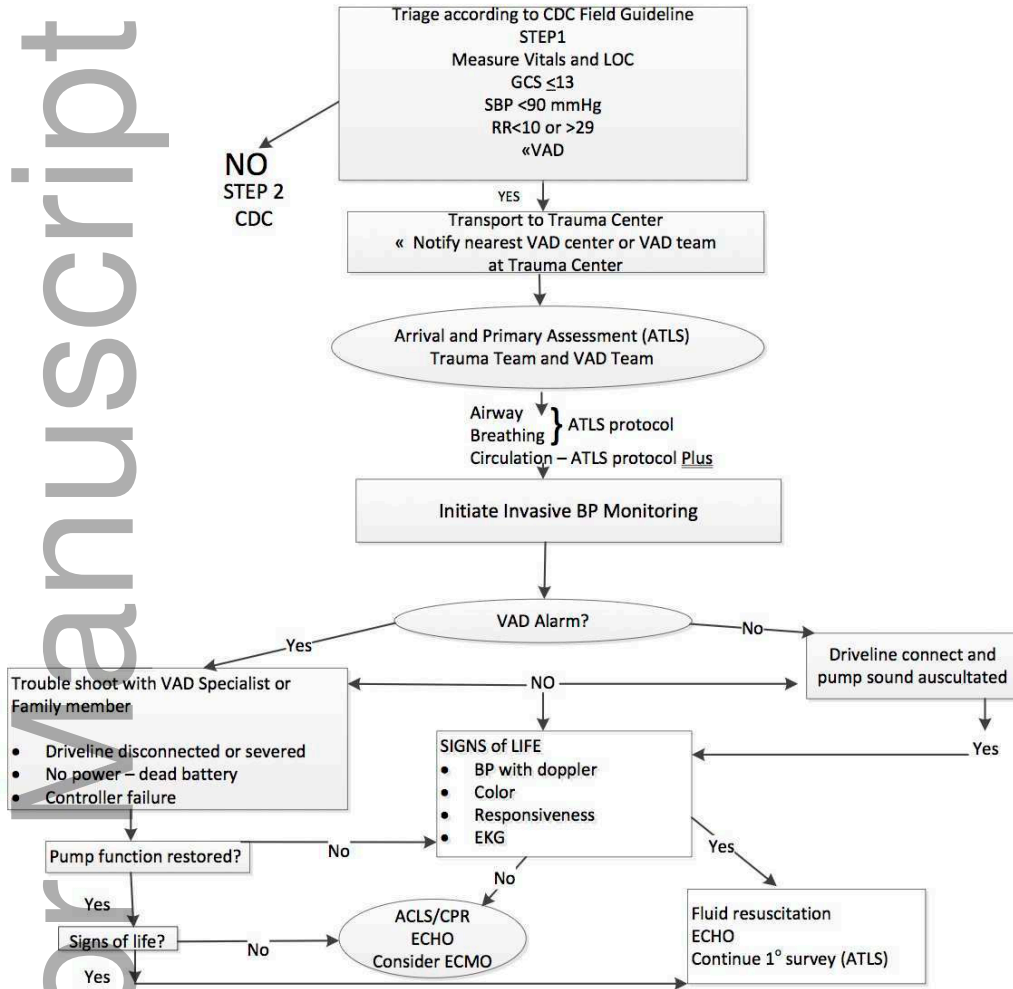 Triage according to CDC Field Guideline
STEP1
Measure Vitals and LOC
GCS ≤13
SBP <90 mmHg
RR<10 or >29
«VAD
NO
STEP 2
CDC
YES
Transport to Trauma Center
« Notify nearest VAD center or VAD team
at Trauma Center
Arrival and Primary Assessment (ATLS)
Trauma Team and VAD Team
Airway
Breathing } ATLS protocol
Circulation – ATLS protocol Plus
Initiate Invasive BP Monitoring
VAD Alarm?
Yes
No
Trouble shoot with VAD Specialist or
Family member
• Driveline disconnected or severed
• No power – dead battery
• Controller failure
NO
Driveline connect and
pump sound auscultated
Yes
SIGNS of LIFE
• BP with doppler
• Color
• Responsiveness
• EKG
Pump function restored?
No
Yes
No
Yes
Signs of life?
No
Yes
ACLS/CPR
ECHO
Consider ECMO
Fluid resuscitation
ECHO
Continue 1° survey (ATLS)
Manuscript